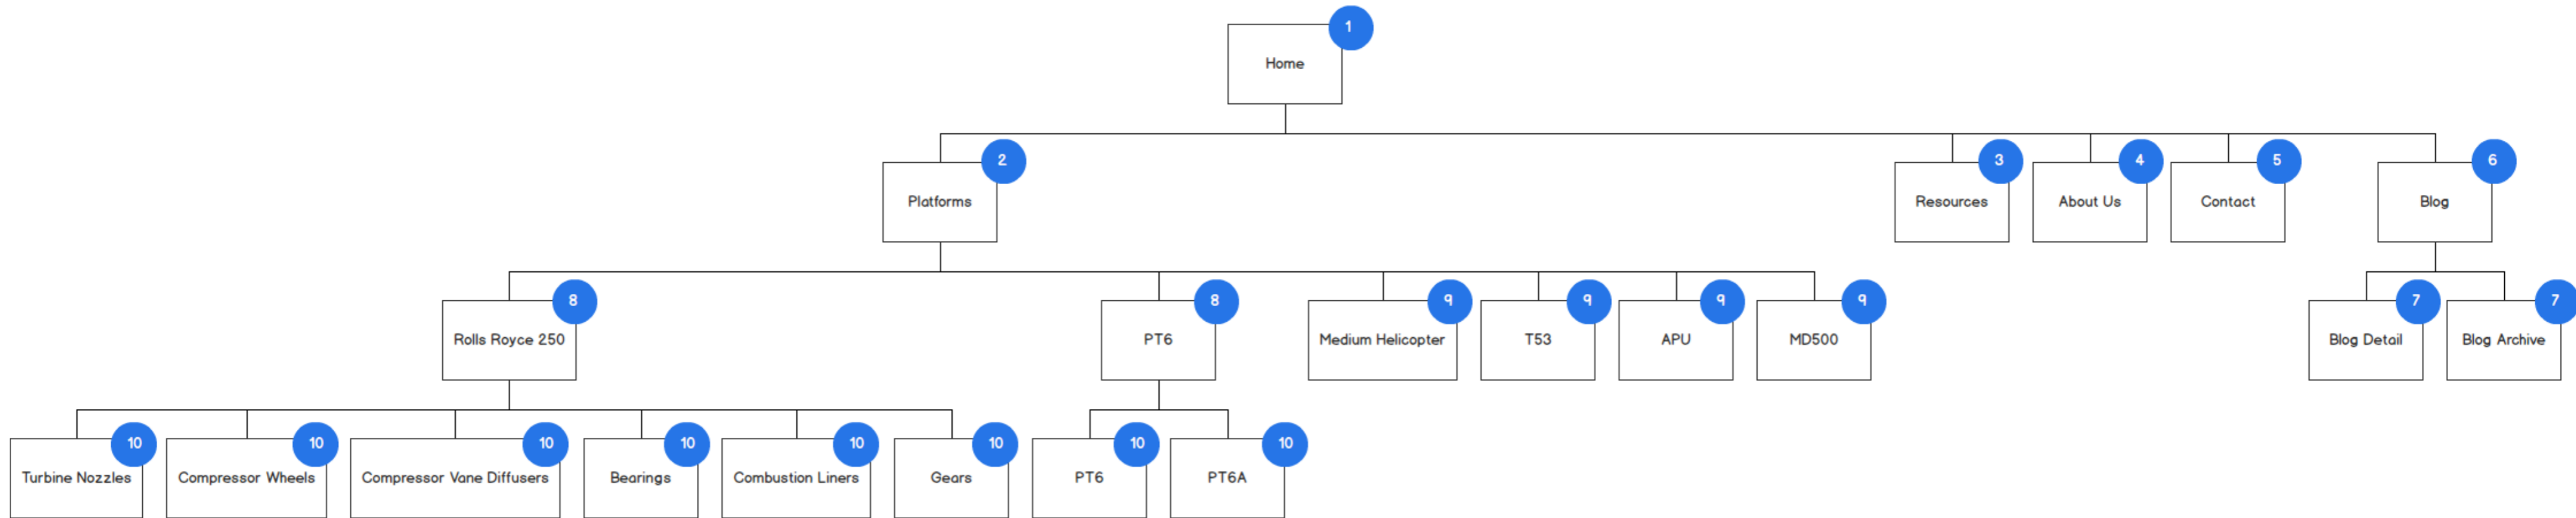 1
Home
2
Platforms
3
Resources
4
About Us
5
Contact
6
Blog
8
Rolls Royce 250
8
PT6
9
Medium Helicopter
9
T53
9
APU
9
MD500
7
Blog Detail
7
Blog Archive
10
Turbine Nozzles
10
Compressor Wheels
10
Compressor Vane Diffusers
10
Bearings
10
Combustion Liners
10
Gears
10
PT6
10
PT6A